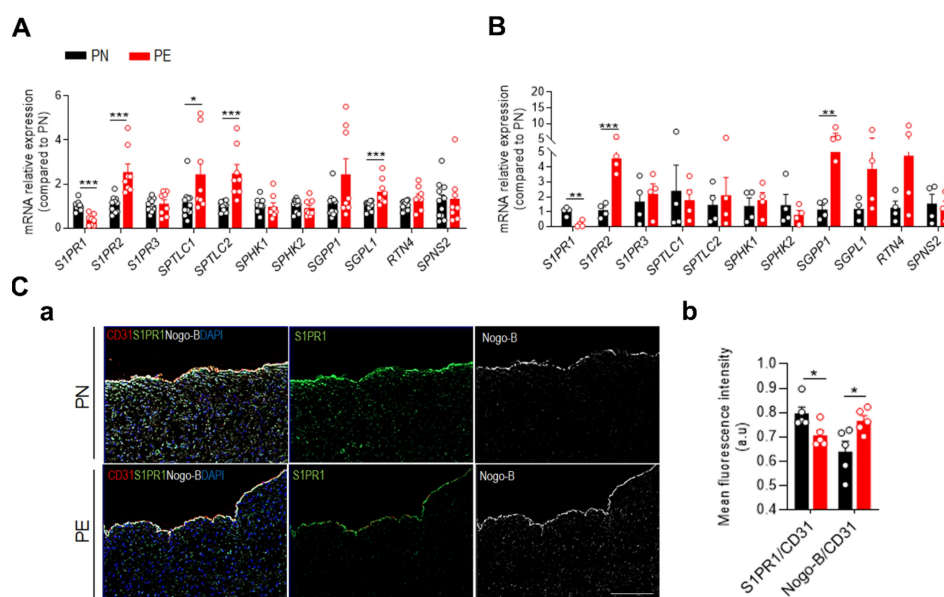 A
B
PN PE
mRNA relative expression
(compared to PN)
6
4
2
0
***
***
*
***
***
S1PR1
S1PR2
S1PR3
SPTLC1
SPTLC2
SPHK1
SPHK2
SGPP1
SGPL1
RTN4
SPNS2
mRNA relative expression
(compared to PN)
20
15
10
5
5
4
3
2
1
0
**
***
**
S1PR1
S1PR2
S1PR3
SPTLC1
SPTLC2
SPHK1
SPHK2
SGPP1
SGPL1
RTN4
SPNS2
C
a
b
PN
CD31S1PR1Nogo-BDAPI
S1PR1
Nogo-B
PE
CD31S1PR1Nogo-BDAPI
S1PR1
Nogo-B
Mean fluorescence intensity
(a.u)
1.0
0.9
0.8
0.7
0.6
0.5
0.4
*
*
S1PR1/CD31
Nogo-B/CD31